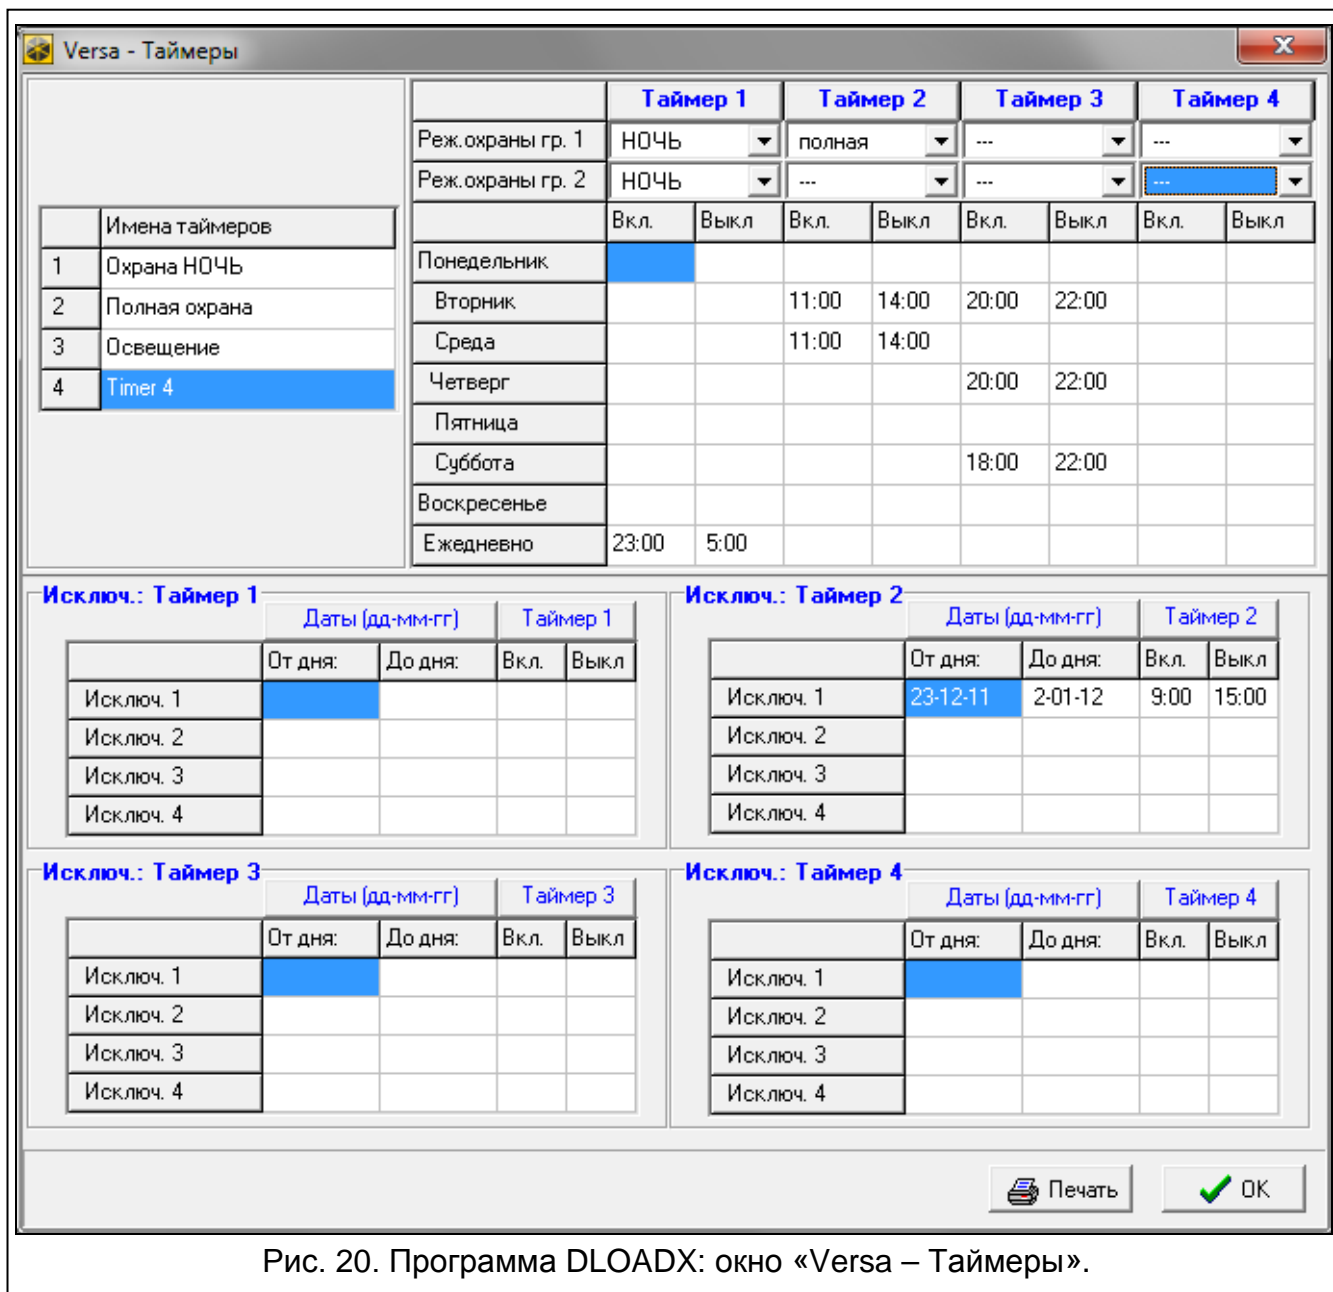 Versa - Таймеры
Таймер 1 Таймер 2 Таймер 3 Таймер 4
Реж.охраны гр. 1 НОЧЬ полная --- ---
Реж.охраны гр. 2 НОЧЬ --- --- ---
Имена таймеров
1 Охрана НОЧЬ
2 Полная охрана
3 Освещение
4 Timer 4
Вкл. Выкл Вкл. Выкл Вкл. Выкл Вкл. Выкл
Понедельник
Вторник 11:00 14:00 20:00 22:00
Среда 11:00 14:00
Четверг 20:00 22:00
Пятница
Суббота 18:00 22:00
Воскресенье
Ежедневно 23:00 5:00
Исключ.: Таймер 1
Даты (дд-мм-гг) Таймер 1
От дня: До дня: Вкл. Выкл
Исключ. 1
Исключ. 2
Исключ. 3
Исключ. 4
Исключ.: Таймер 2
Даты (дд-мм-гг) Таймер 2
От дня: До дня: Вкл. Выкл
Исключ. 1 23-12-11 2-01-12 9:00 15:00
Исключ. 2
Исключ. 3
Исключ. 4
Исключ.: Таймер 3
Даты (дд-мм-гг) Таймер 3
От дня: До дня: Вкл. Выкл
Исключ. 1
Исключ. 2
Исключ. 3
Исключ. 4
Исключ.: Таймер 4
Даты (дд-мм-гг) Таймер 4
От дня: До дня: Вкл. Выкл
Исключ. 1
Исключ. 2
Исключ. 3
Исключ. 4
Печать OK
Рис. 20. Программа DLOADX: окно «Versa – Таймеры».